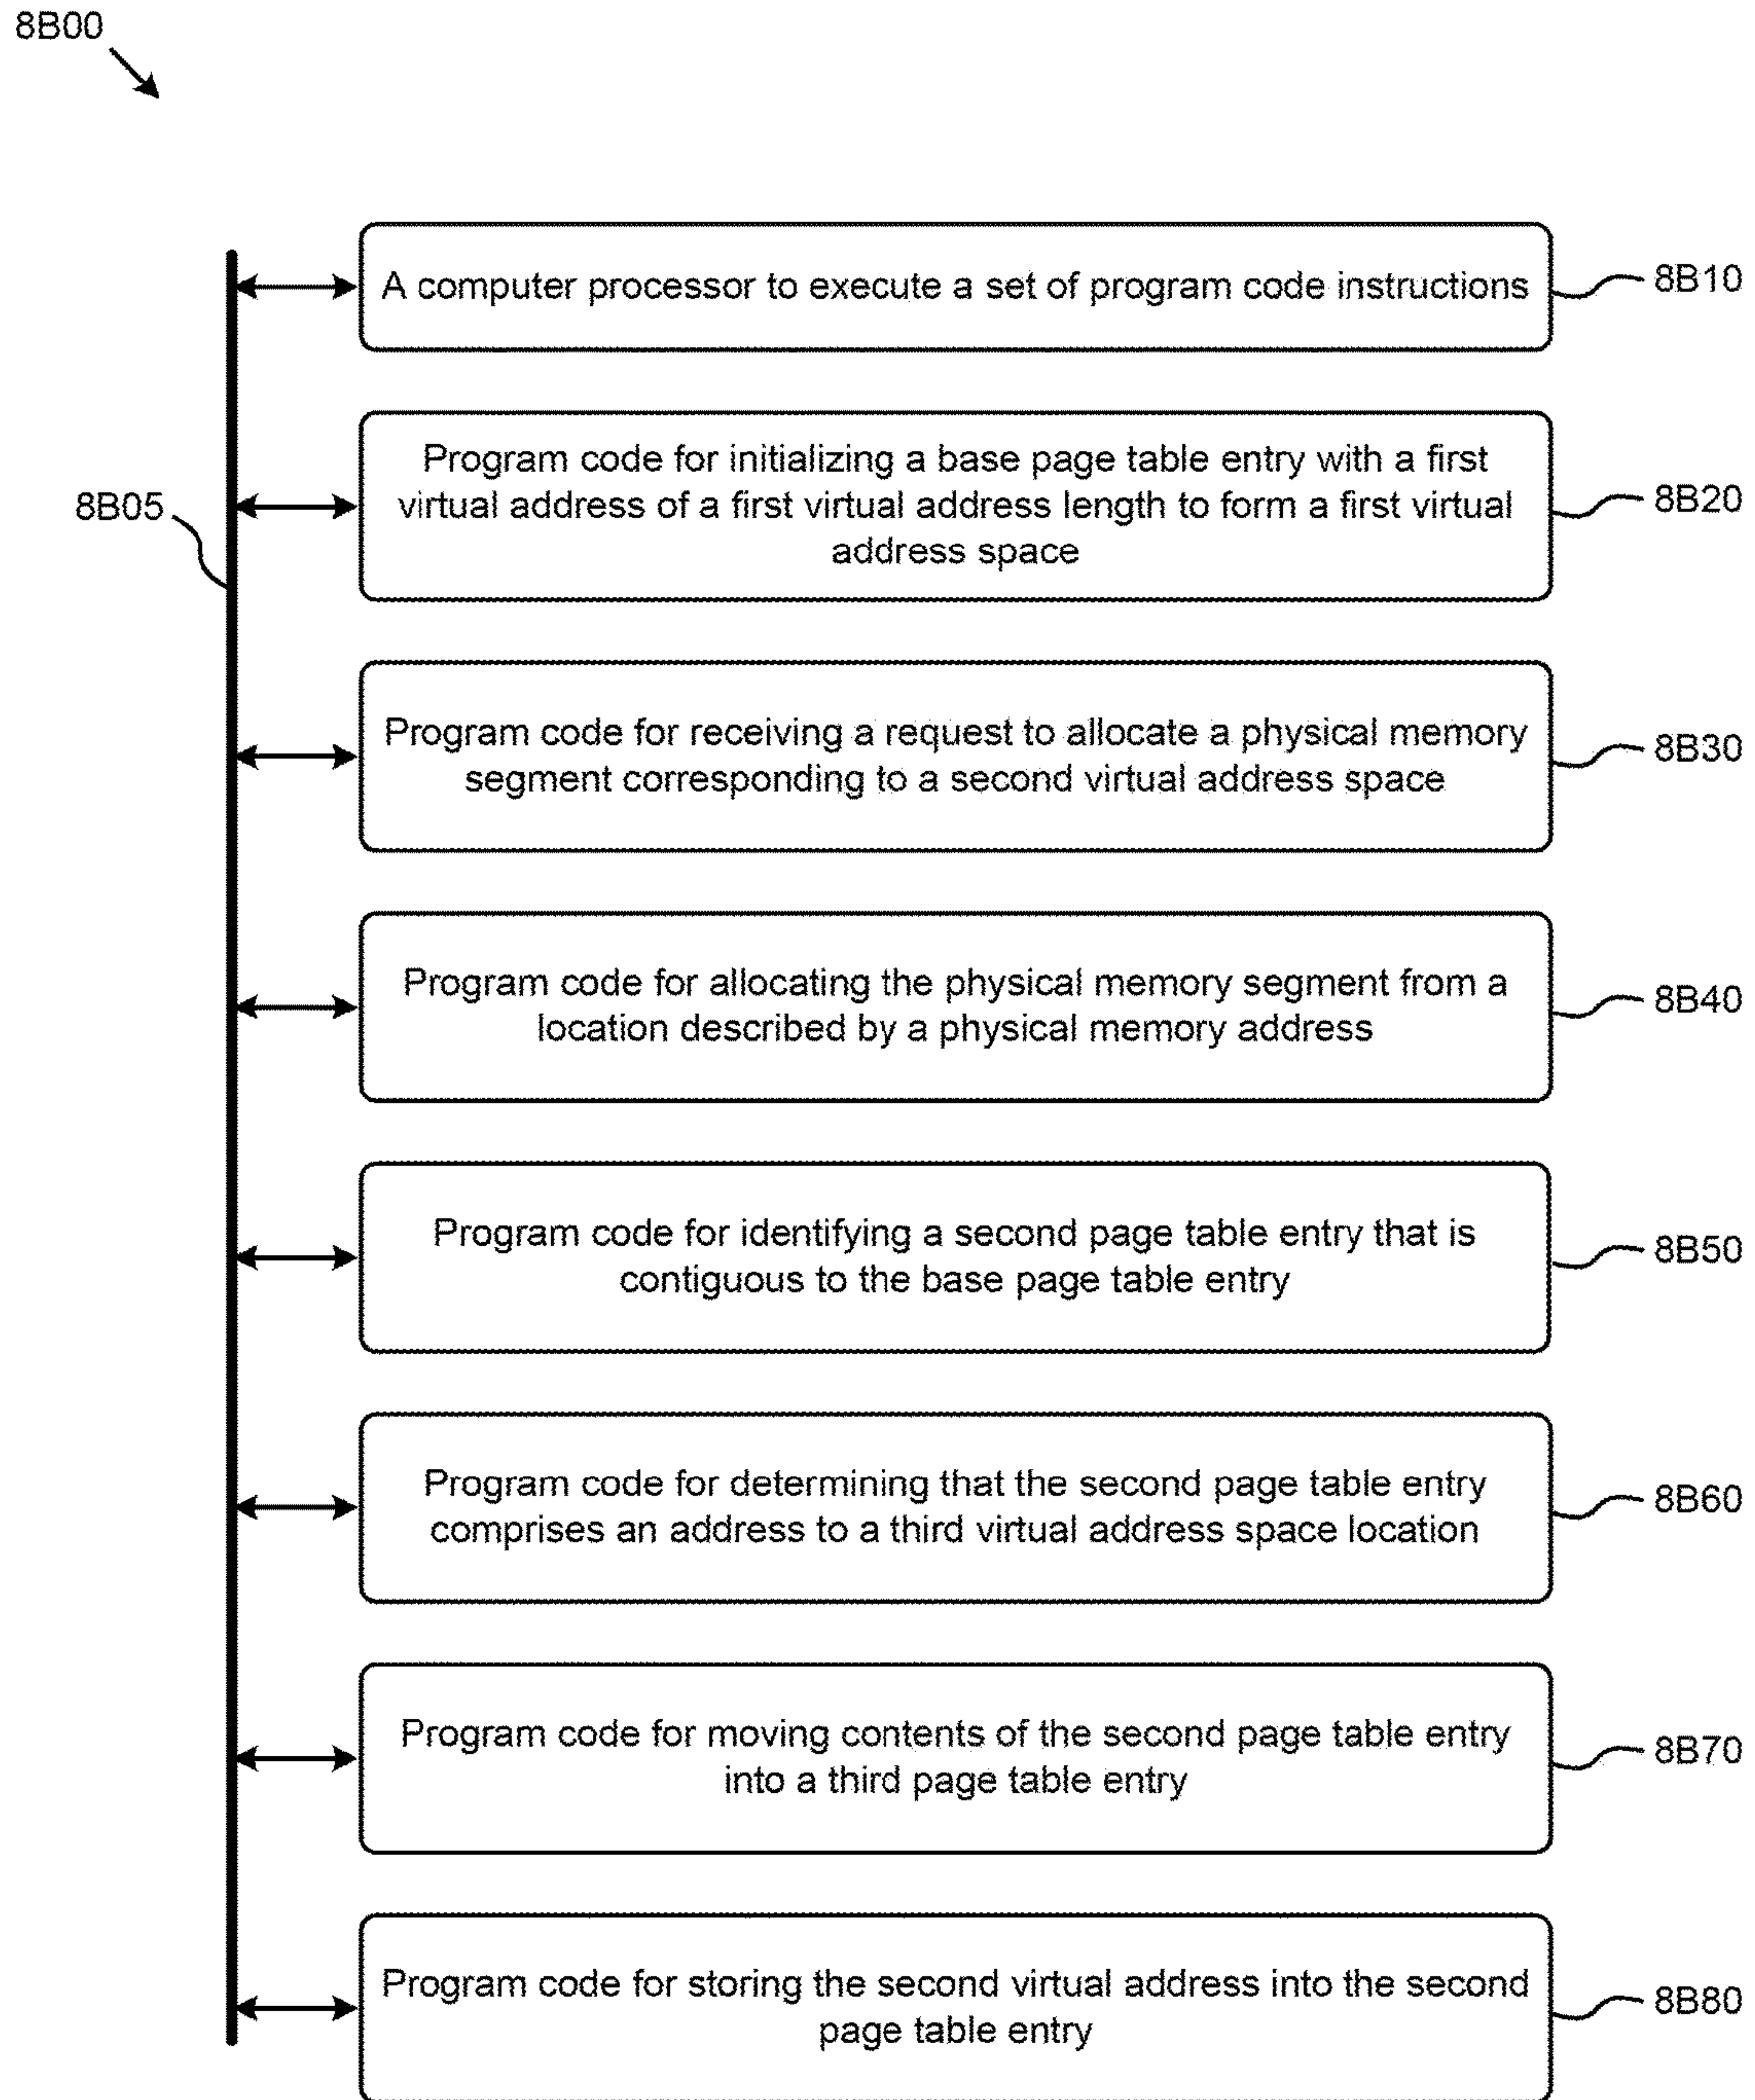 8B00
A computer processor to execute a set of program code instructions
8B10
Program code for initializing a base page table entry with a first
virtual address of a first virtual address length to form a first virtual
address space
8B20
8B05
Program code for receiving a request to allocate a physical memory
segment corresponding to a second virtual address space
8B30
Program code for allocating the physical memory segment from a
location described by a physical memory address
8B40
Program code for identifying a second page table entry that is
contiguous to the base page table entry
8B50
Program code for determining that the second page table entry
comprises an address to a third virtual address space location
8B60
Program code for moving contents of the second page table entry
into a third page table entry
8B70
Program code for storing the second virtual address into the second
page table entry
8B80